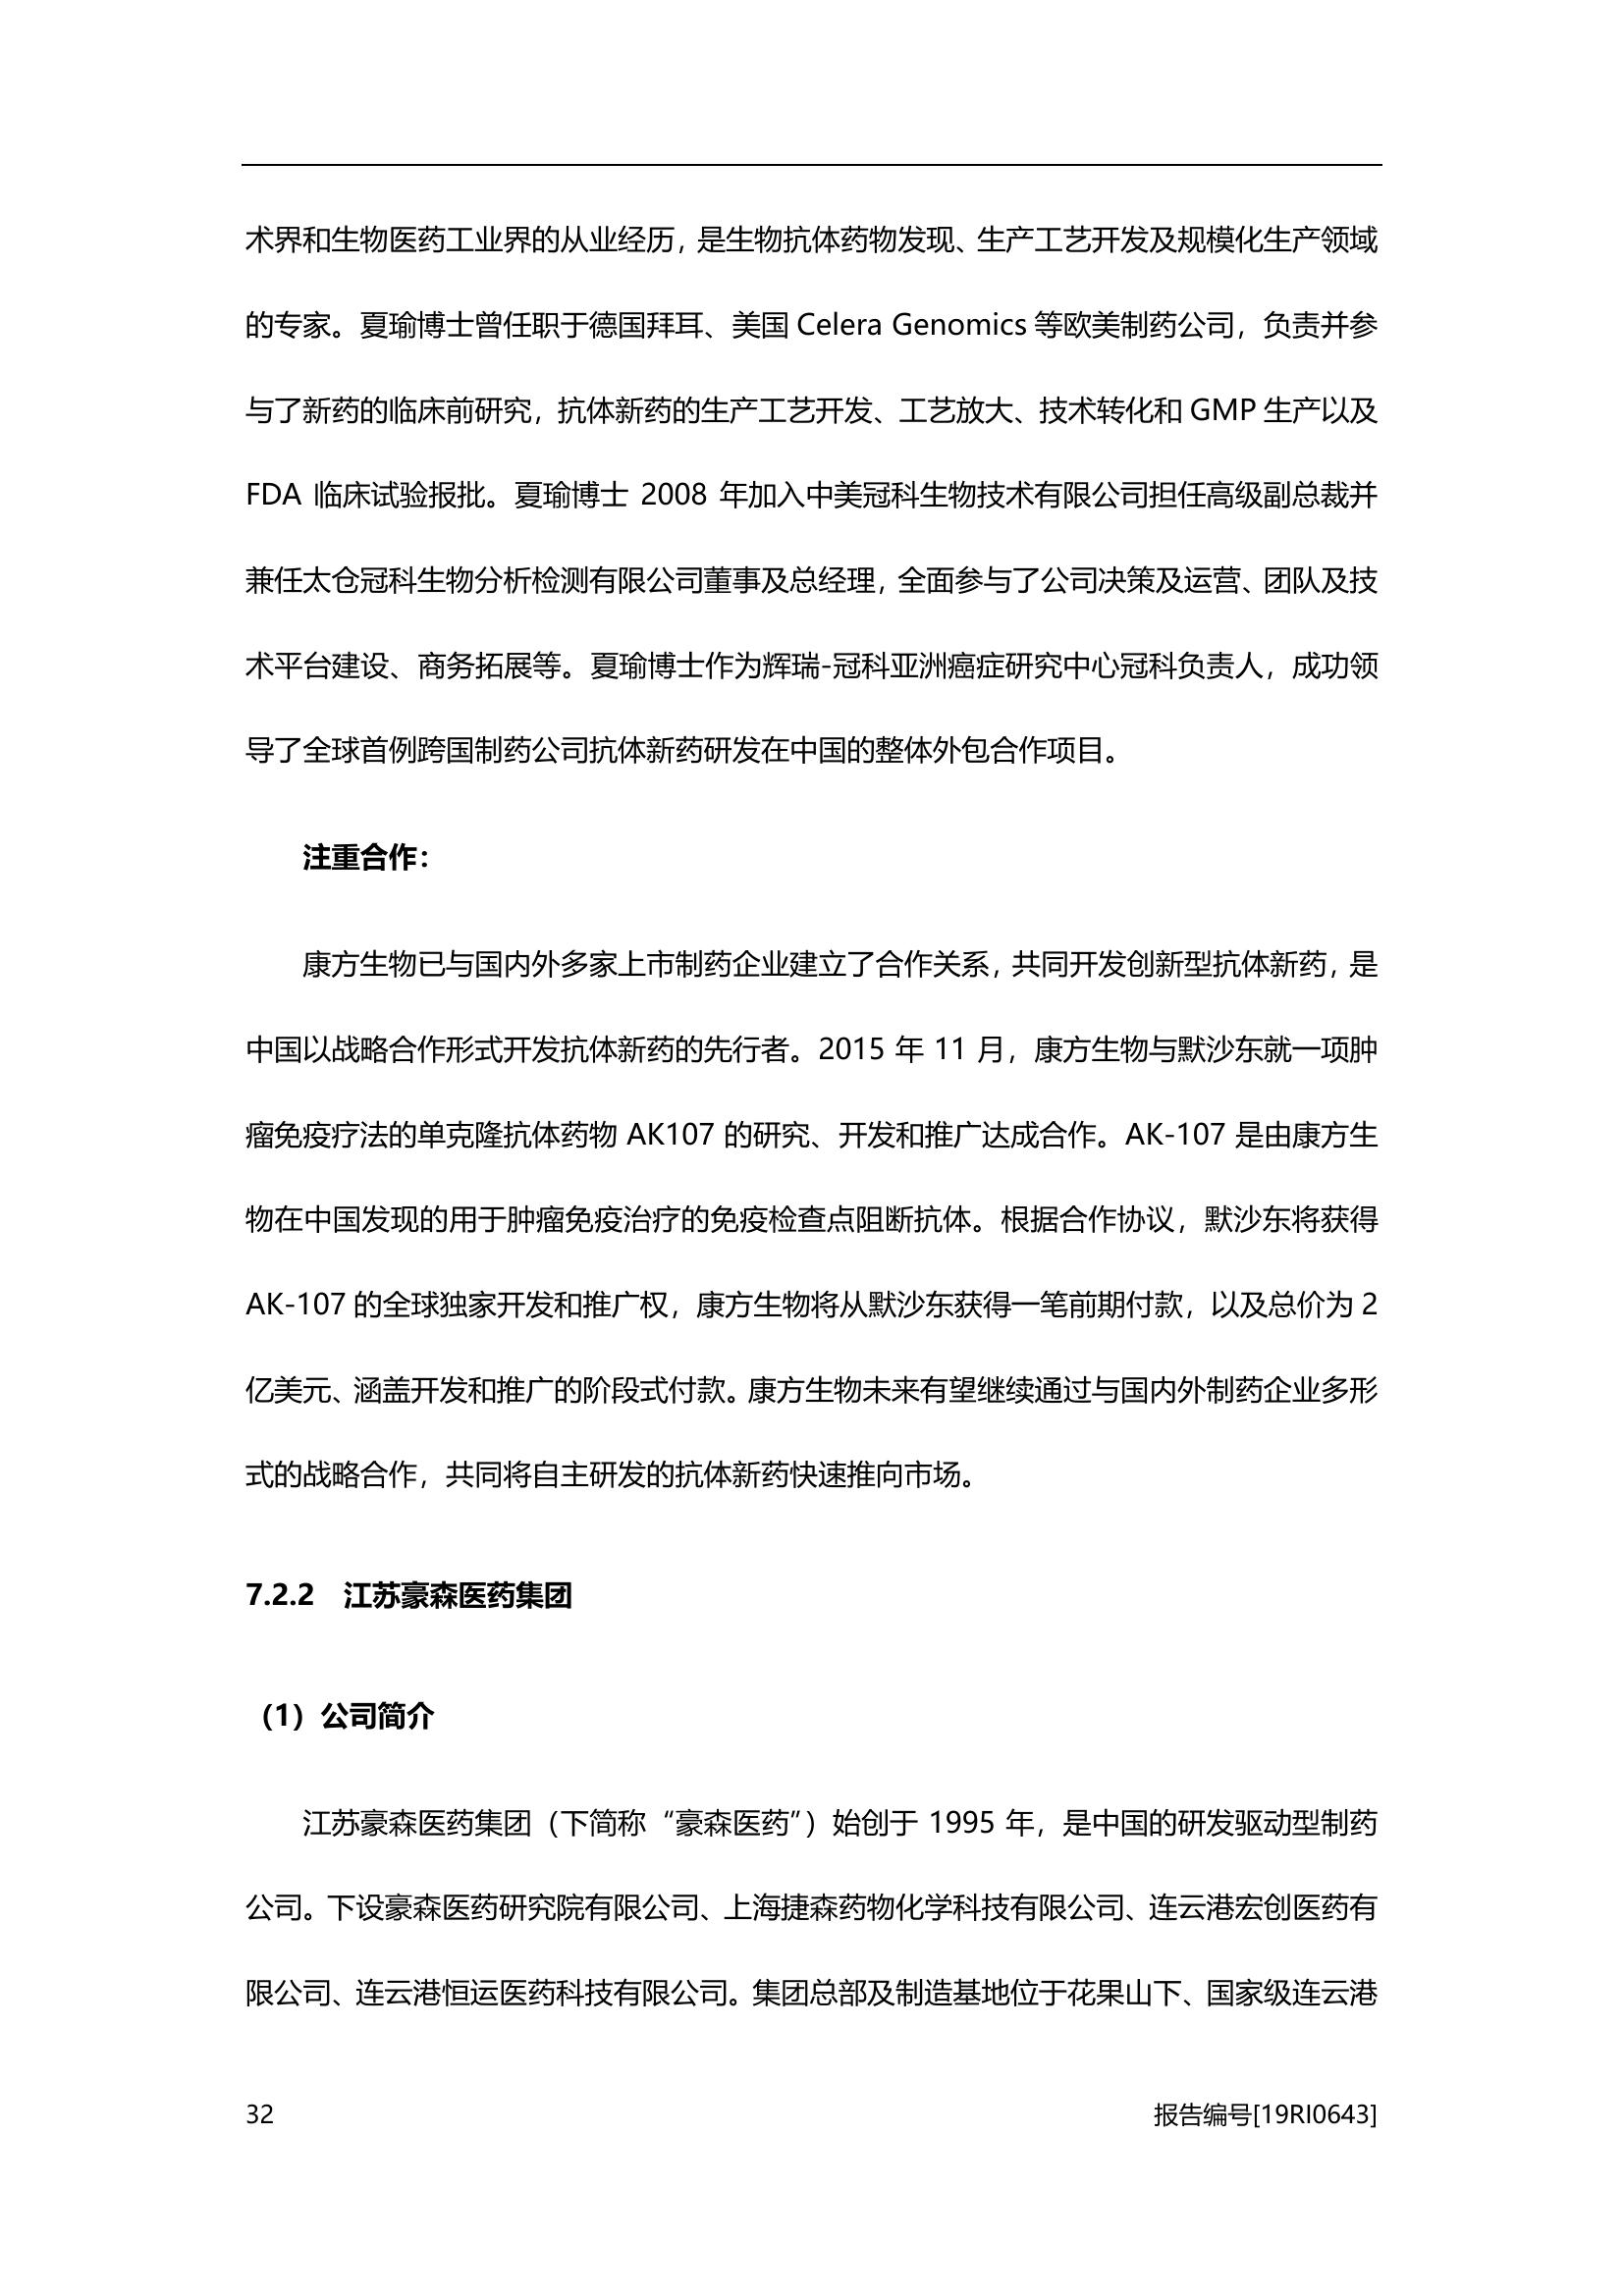 术界和生物医药工业界的从业经历，是生物抗体药物发现、生产工艺开发及规模化生产领域
的专家。夏瑜博士曾任职于德国拜耳、美国 Celera Genomics 等欧美制药公司，负责并参
与了新药的临床前研究，抗体新药的生产工艺开发、工艺放大、技术转化和 GMP 生产以及
FDA 临床试验报批。夏瑜博士 2008 年加入中美冠科生物技术有限公司担任高级副总裁并
兼任太仓冠科生物分析检测有限公司董事及总经理，全面参与了公司决策及运营、团队及技
术平台建设、商务拓展等。夏瑜博士作为辉瑞-冠科亚洲癌症研究中心冠科负责人，成功领
导了全球首例跨国制药公司抗体新药研发在中国的整体外包合作项目。
注重合作：
康方生物已与国内外多家上市制药企业建立了合作关系，共同开发创新型抗体新药，是
中国以战略合作形式开发抗体新药的先行者。2015 年 11 月，康方生物与默沙东就一项肿
瘤免疫疗法的单克隆抗体药物 AK107 的研究、开发和推广达成合作。AK-107 是由康方生
物在中国发现的用于肿瘤免疫治疗的免疫检查点阻断抗体。根据合作协议，默沙东将获得
AK-107 的全球独家开发和推广权，康方生物将从默沙东获得一笔前期付款，以及总价为 2
亿美元、涵盖开发和推广的阶段式付款。康方生物未来有望继续通过与国内外制药企业多形
式的战略合作，共同将自主研发的抗体新药快速推向市场。
7.2.2 江苏豪森医药集团
（1）公司简介
江苏豪森医药集团（下简称“豪森医药”）始创于 1995 年，是中国的研发驱动型制药
公司。下设豪森医药研究院有限公司、上海捷森药物化学科技有限公司、连云港宏创医药有
限公司、连云港恒运医药科技有限公司。集团总部及制造基地位于花果山下、国家级连云港
32 报告编号[19RI0643]